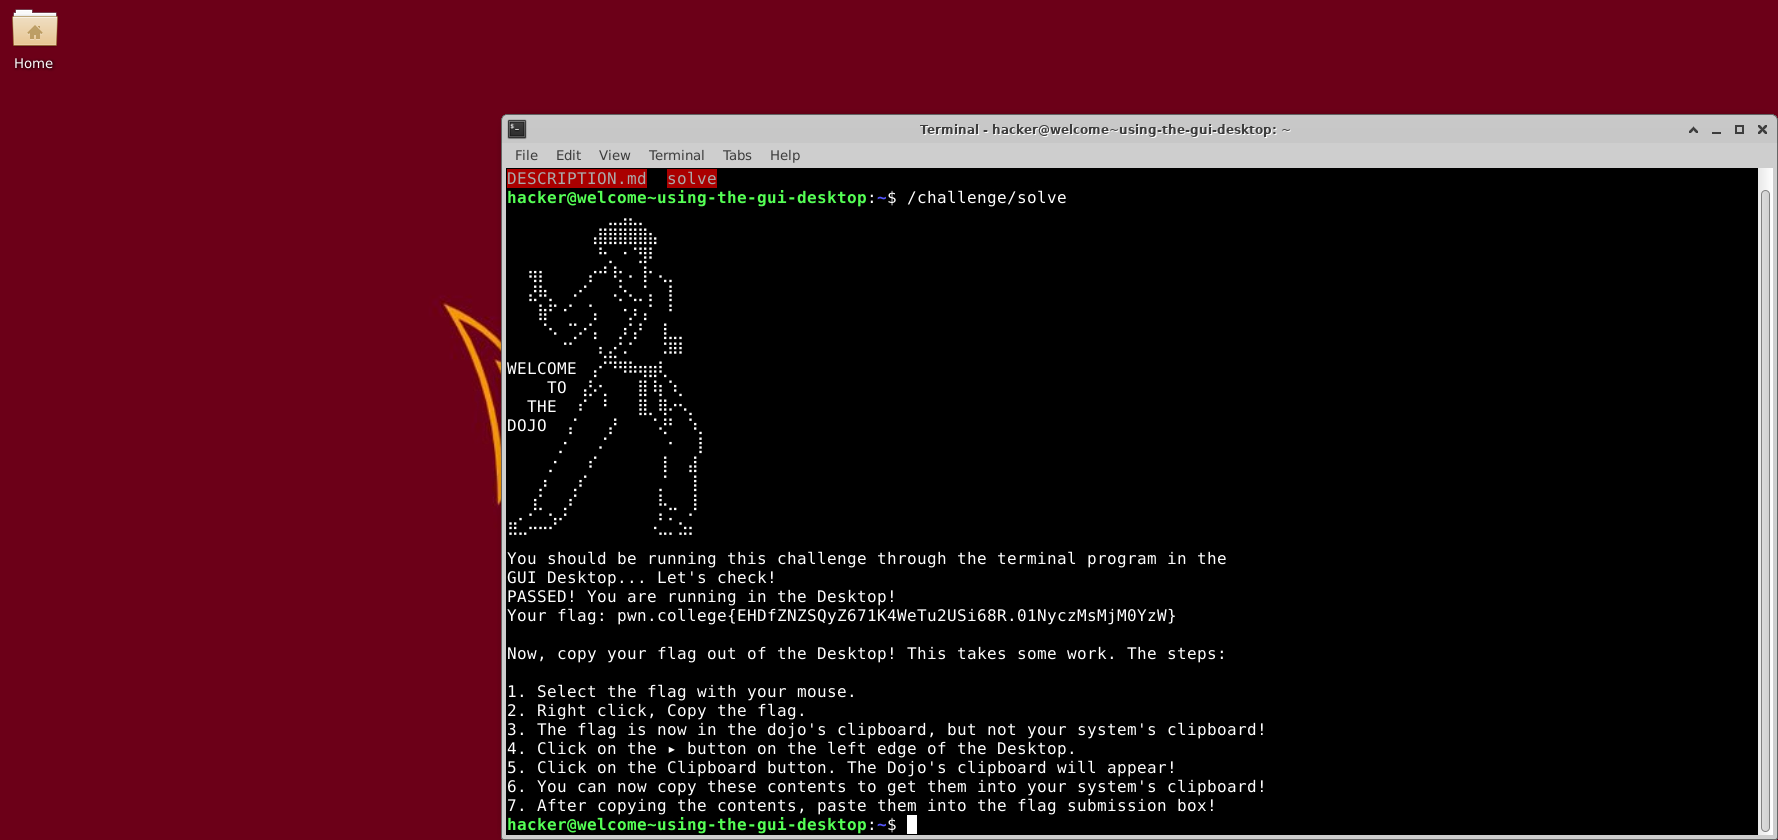 Home
Terminal - hacker@welcome~using-the-gui-desktop: ~
File Edit View Terminal Tabs Help
DESCRIPTION.md solve
hacker@welcome~using-the-gui-desktop:~$ /challenge/solve
WELCOME
TO
THE
DOJO
You should be running this challenge through the terminal program in the
GUI Desktop... Let's check!
PASSED! You are running in the Desktop!
Your flag: pwn.college{EHDfZNZSQyZ671K4WeTu2USi68R.01NyczMsMjM0YzW}
Now, copy your flag out of the Desktop! This takes some work. The steps:
1. Select the flag with your mouse.
2. Right click, Copy the flag.
3. The flag is now in the dojo's clipboard, but not your system's clipboard!
4. Click on the ▸ button on the left edge of the Desktop.
5. Click on the Clipboard button. The Dojo's clipboard will appear!
6. You can now copy these contents to get them into your system's clipboard!
7. After copying the contents, paste them into the flag submission box!
hacker@welcome~using-the-gui-desktop:~$